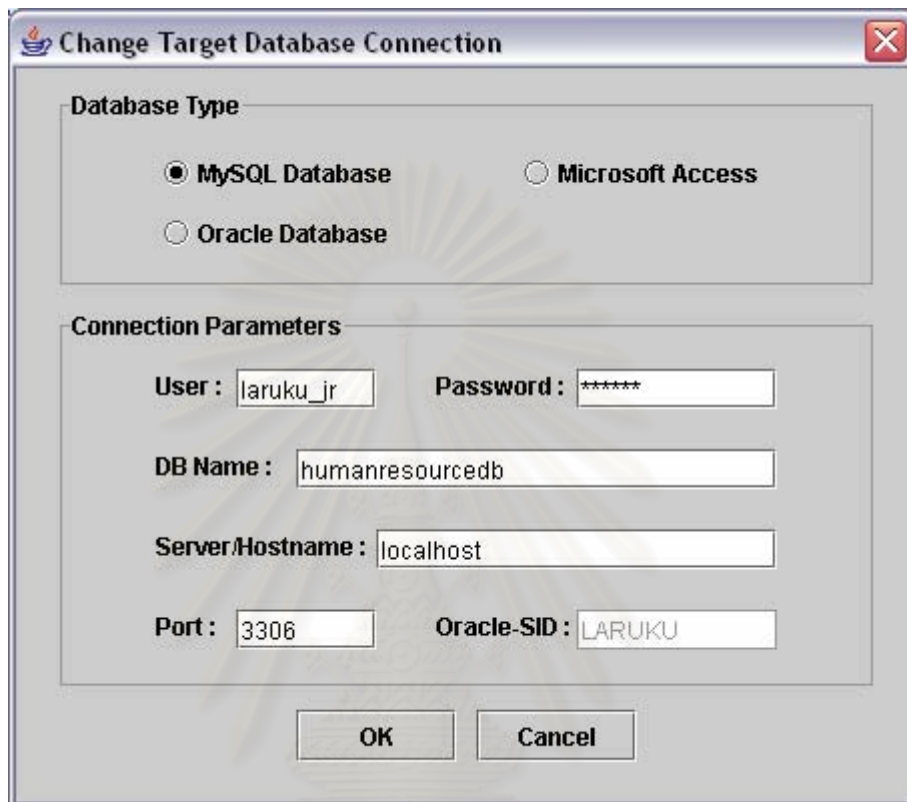 Change Target Database Connection
Database Type
MySQL Database Microsoft Access
Oracle Database
Connection Parameters
User : laruku_jr Password : ******
DB Name : humanresourcedb
Server/Hostname : localhost
Port : 3306 Oracle-SID : LARUKU
OK Cancel